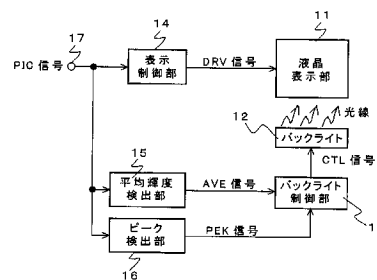 17
PIC 信号
14
表示
制御部
DRV 信号
11
液晶
表示部
光線
12
バックライト
CTL 信号
15
平均輝度
検出部
AVE 信号
バックライト
制御部
1
ピーク
検出部
PEK 信号
16